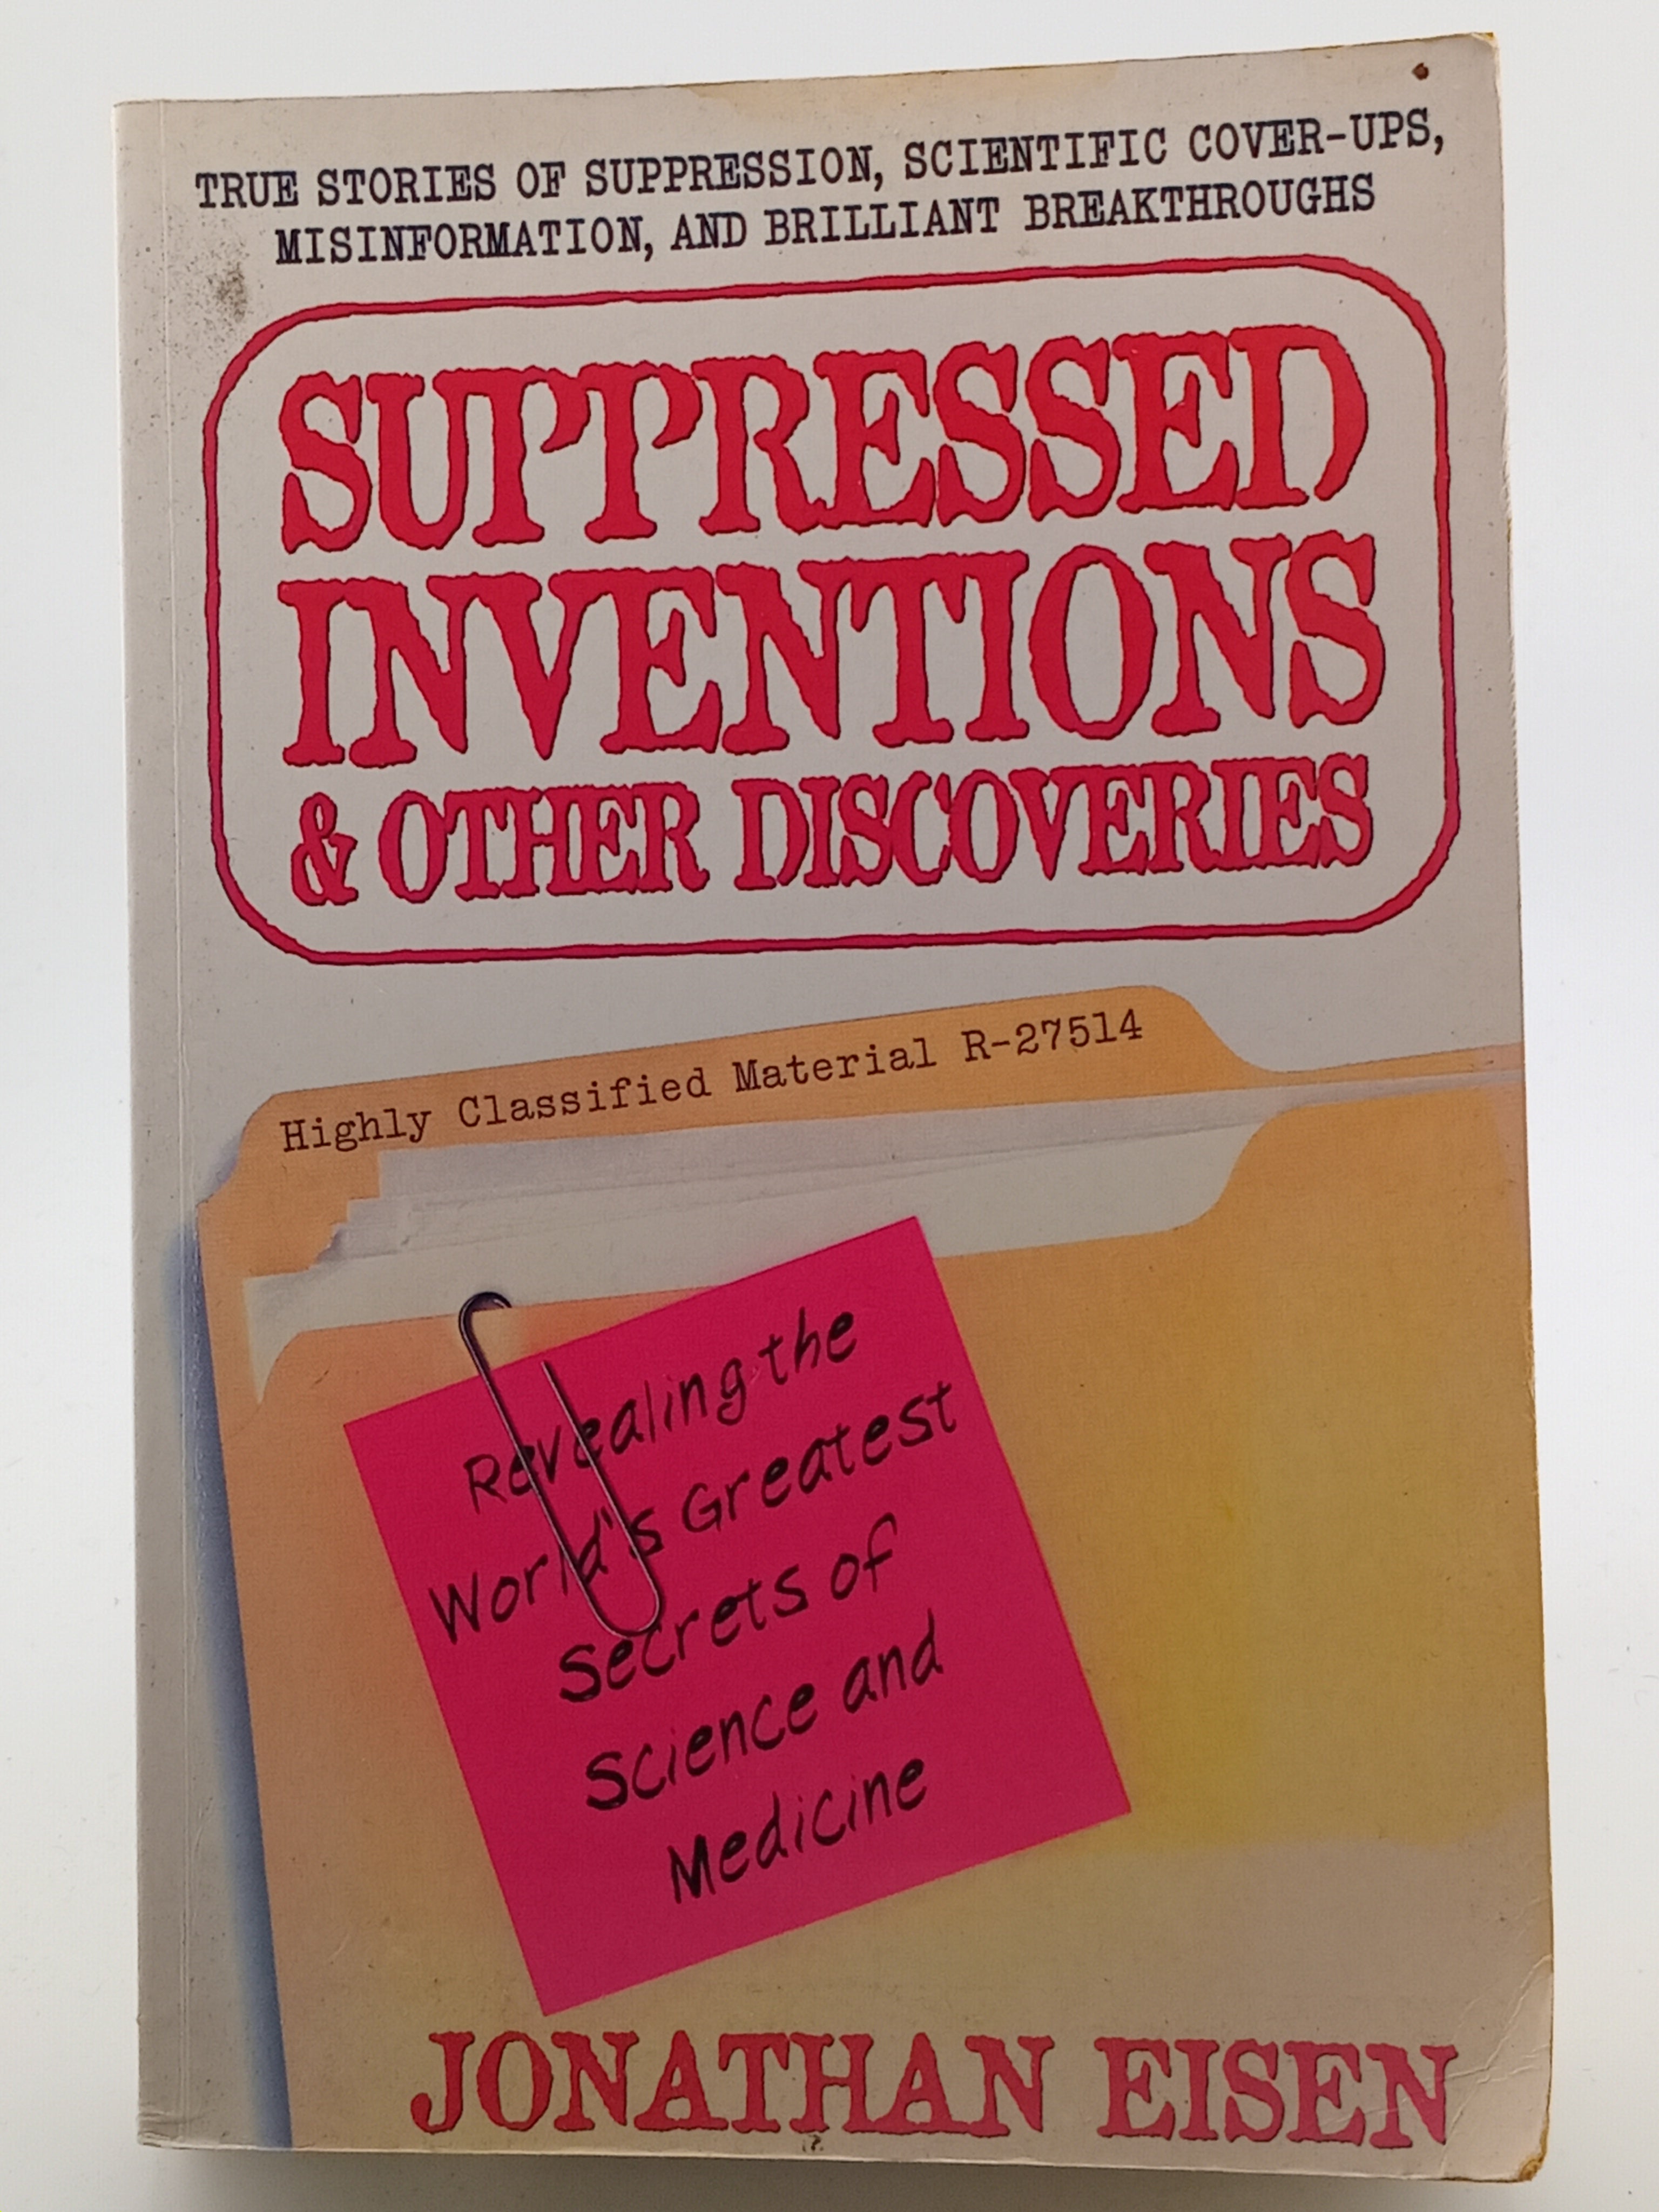 TRUE STORIES OF SUPPRESSION, SCIENTIFIC COVER-UPS,
MISINFORMATION, AND BRILLIANT BREAKTHROUGHS
SUPPRESSED
INVENTIONS
& OTHER DISCOVERIES
Highly Classified Material R-27514
Revealing the
World's Greatest
Secrets of
Science and
Medicine
JONATHAN EISEN